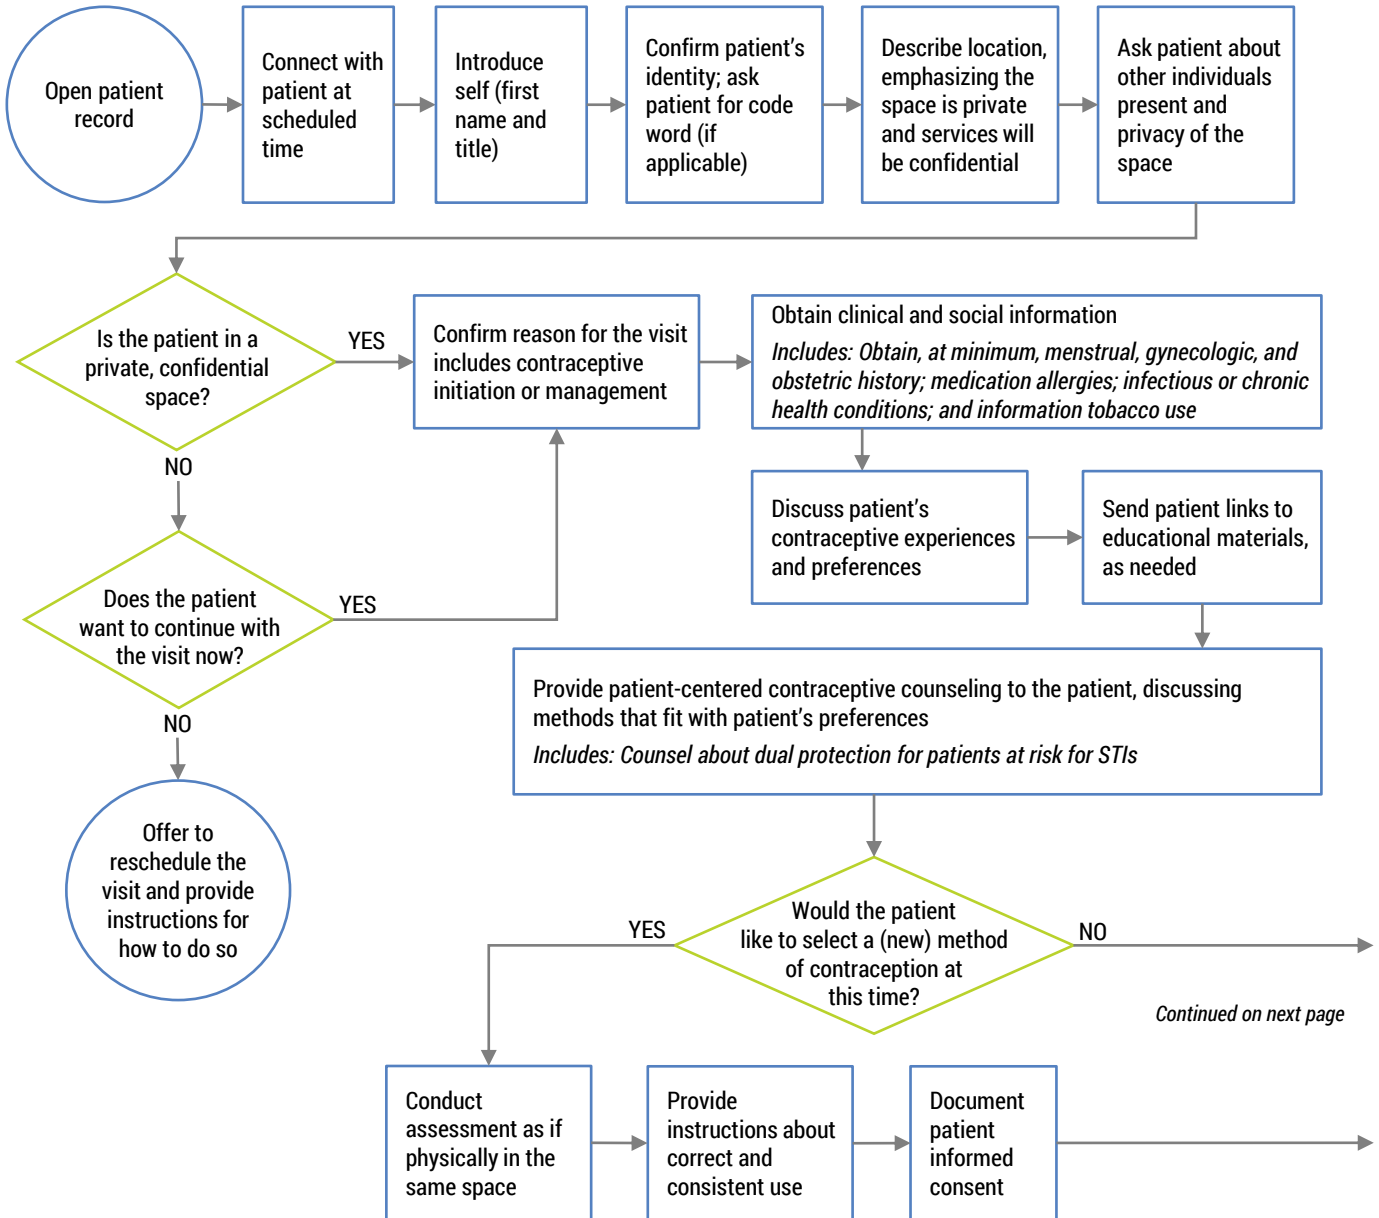 Open patient
record
Connect with
patient at
scheduled
time
Introduce
self (first
name and
title)
Confirm patient's
identity; ask
patient for code
word (if
applicable)
Describe location,
emphasizing the
space is private
and services will
be confidential
Ask patient about
other individuals
present and
privacy of the
space
Is the patient in a
private, confidential
space?
YES
NO
Confirm reason for the visit
includes contraceptive
initiation or management
Obtain clinical and social information
Includes: Obtain, at minimum, menstrual, gynecologic, and
obstetric history; medication allergies; infectious or chronic
health conditions; and information tobacco use
Does the patient
want to continue with
the visit now?
YES
NO
Discuss patient's
contraceptive experiences
and preferences
Send patient links to
educational materials,
as needed
Provide patient-centered contraceptive counseling to the patient, discussing
methods that fit with patient's preferences
Includes: Counsel about dual protection for patients at risk for STIs
Offer to
reschedule the
visit and provide
instructions for
how to do so
Would the patient
like to select a (new) method
of contraception at
this time?
YES
NO
Continued on next page
Conduct
assessment as if
physically in the
same space
Provide
instructions about
correct and
consistent use
Document
patient
informed
consent